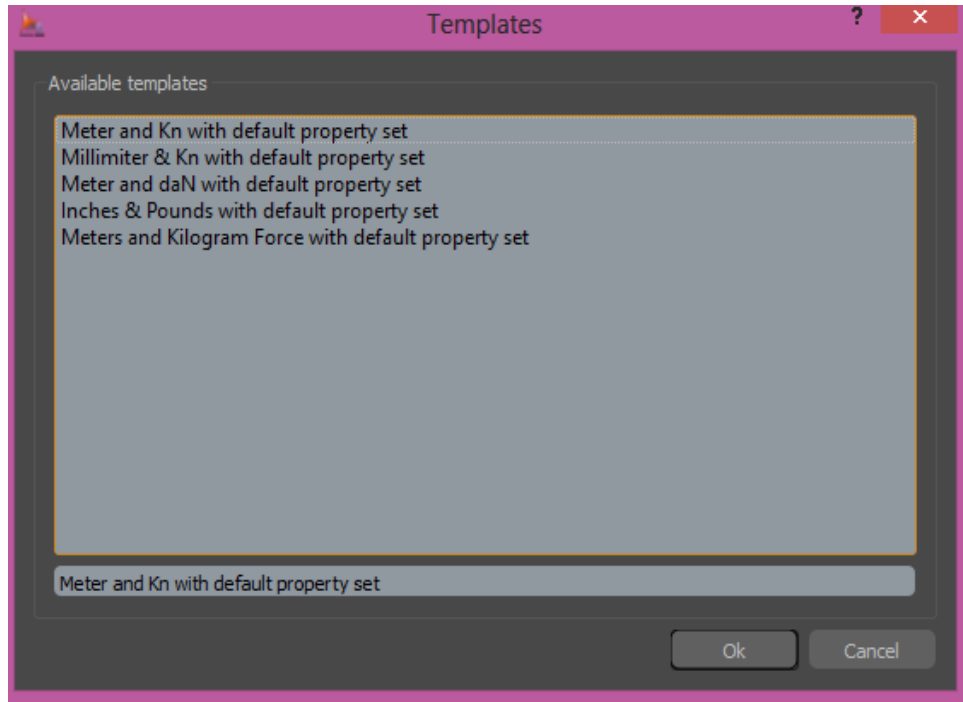 Templates
?
Available templates
Meter and Kn with default property set
Millimiter & Kn with default property set
Meter and daN with default property set
Inches & Pounds with default property set
Meters and Kilogram Force with default property set
Meter and Kn with default property set
Ok
Cancel